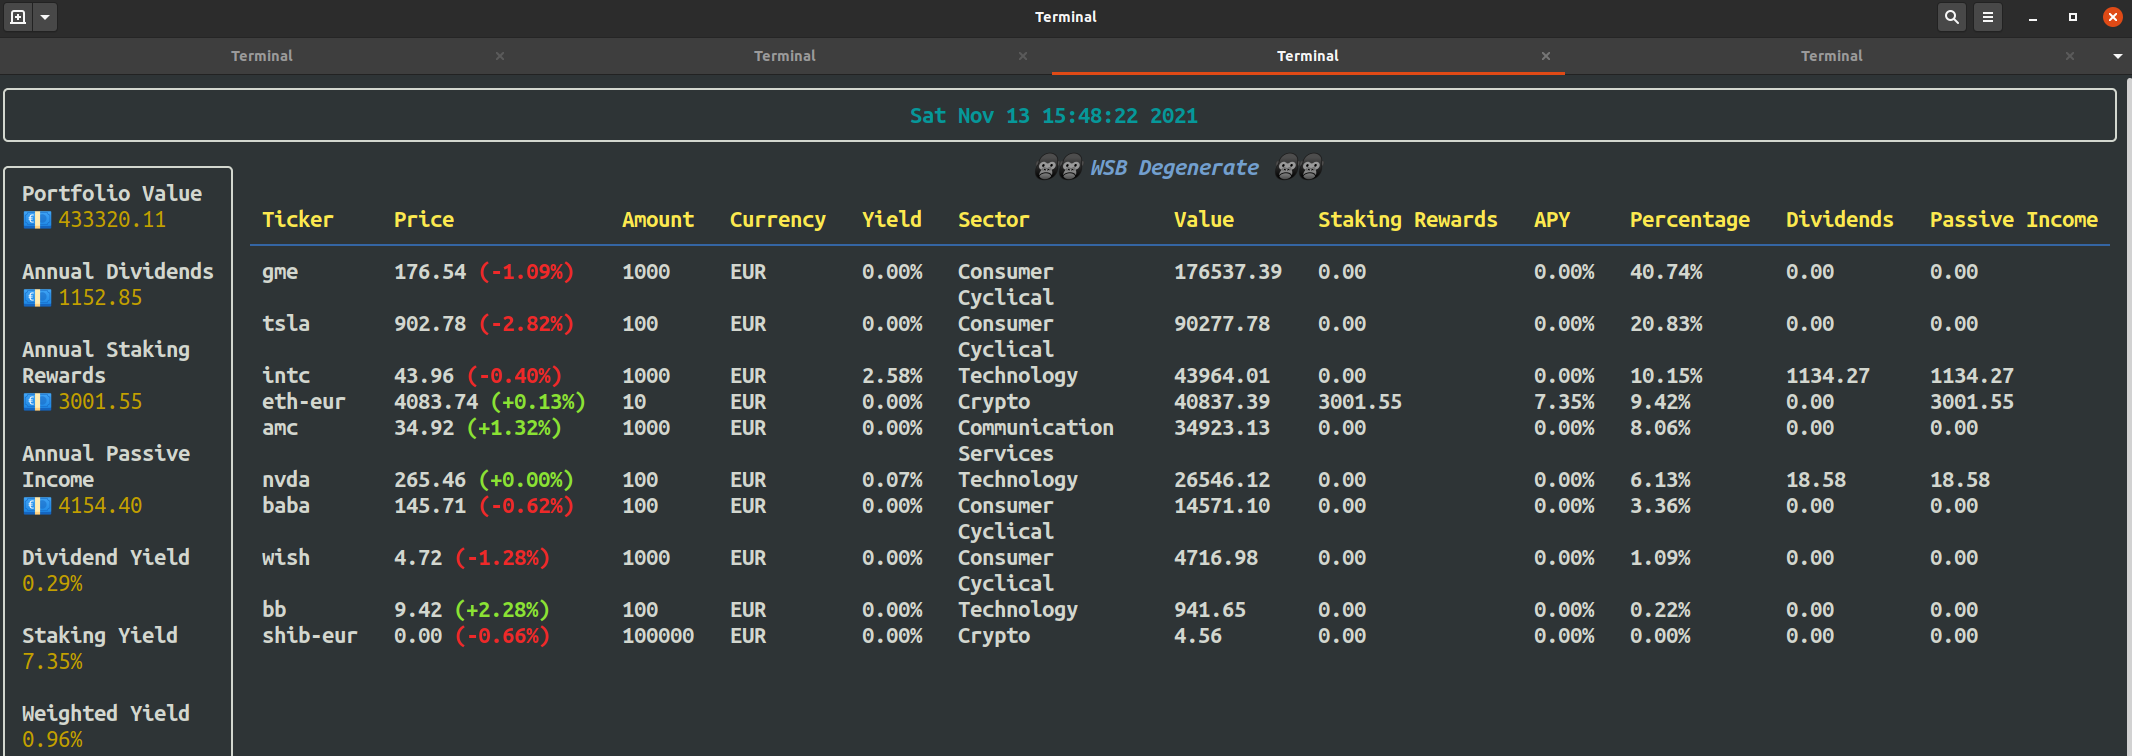 Terminal
Terminal Terminal Terminal Terminal
Sat Nov 13 15:48:22 2021
WSB Degenerate
Portfolio Value
433320.11
Annual Dividends
1152.85
Annual Staking
Rewards
3001.55
Annual Passive
Income
4154.40
Dividend Yield
0.29%
Staking Yield
7.35%
Weighted Yield
0.96%
Ticker Price Amount Currency Yield Sector Value Staking Rewards APY Percentage Dividends Passive Income
gme 176.54 (-1.09%) 1000 EUR 0.00% Consumer 176537.39 0.00 0.00% 40.74% 0.00 0.00
Cyclical
tsla 902.78 (-2.82%) 100 EUR 0.00% Consumer 90277.78 0.00 0.00% 20.83% 0.00 0.00
Cyclical
intc 43.96 (-0.40%) 1000 EUR 2.58% Technology 43964.01 0.00 0.00% 10.15% 1134.27 1134.27
eth-eur 4083.74 (+0.13%) 10 EUR 0.00% Crypto 40837.39 3001.55 7.35% 9.42% 0.00 3001.55
amc 34.92 (+1.32%) 1000 EUR 0.00% Communication 34923.13 0.00 0.00% 8.06% 0.00 0.00
Services
nvda 265.46 (+0.00%) 100 EUR 0.07% Technology 26546.12 0.00 0.00% 6.13% 18.58 18.58
baba 145.71 (-0.62%) 100 EUR 0.00% Consumer 14571.10 0.00 0.00% 3.36% 0.00 0.00
Cyclical
wish 4.72 (-1.28%) 1000 EUR 0.00% Consumer 4716.98 0.00 0.00% 1.09% 0.00 0.00
Cyclical
bb 9.42 (+2.28%) 100 EUR 0.00% Technology 941.65 0.00 0.00% 0.22% 0.00 0.00
shib-eur 0.00 (-0.66%) 100000 EUR 0.00% Crypto 4.56 0.00 0.00% 0.00% 0.00 0.00